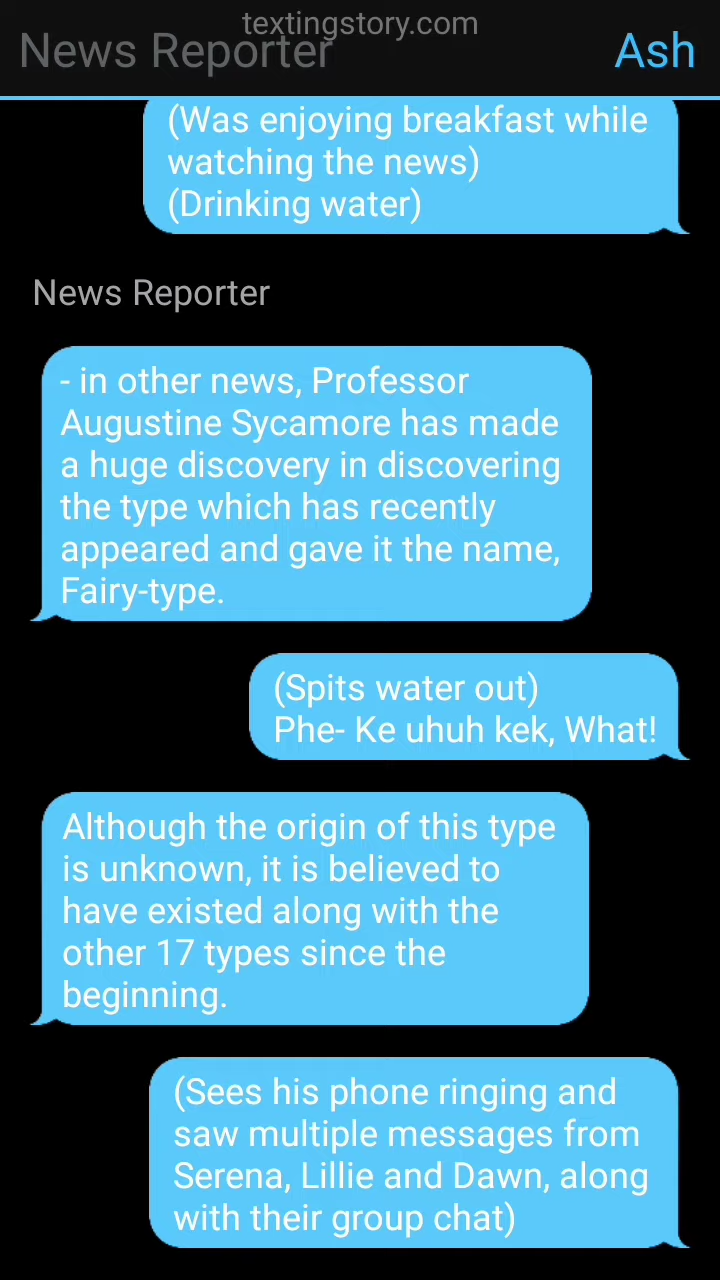 textingstory.com
News Reporter
Ash
(Was enjoying breakfast while
watching the news)
(Drinking water)
News Reporter
- in other news, Professor
Augustine Sycamore has made
a huge discovery in discovering
the type which has recently
appeared and gave it the name,
Fairy-type.
(Spits water out)
Phe- Ke uhuh kek, What!
Although the origin of this type
is unknown, it is believed to
have existed along with the
other 17 types since the
beginning.
(Sees his phone ringing and
saw multiple messages from
Serena, Lillie and Dawn, along
with their group chat)